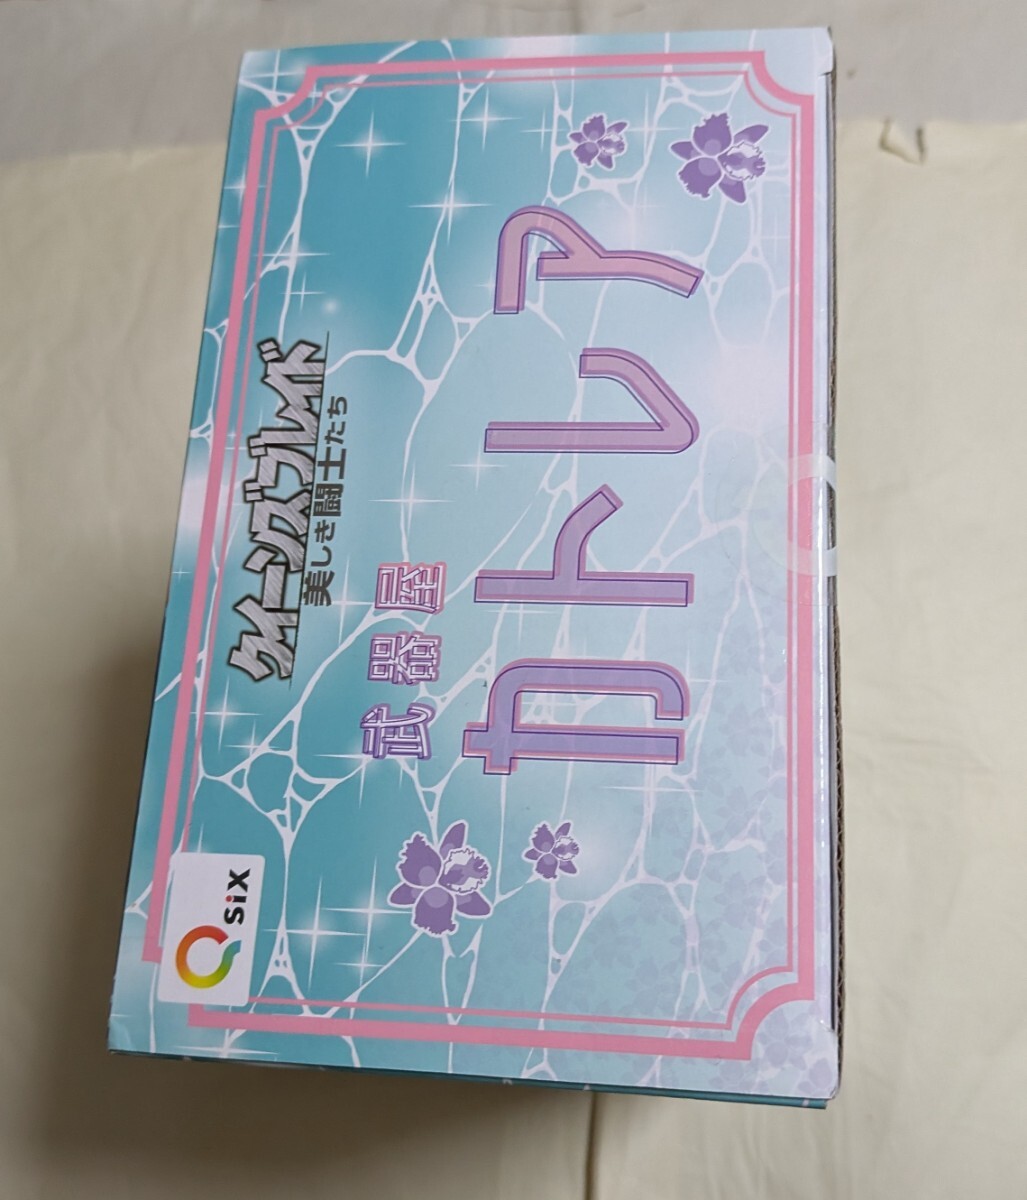 クイーンズブレイド
美しき闘士たち
武器屋
カトレア
Q six